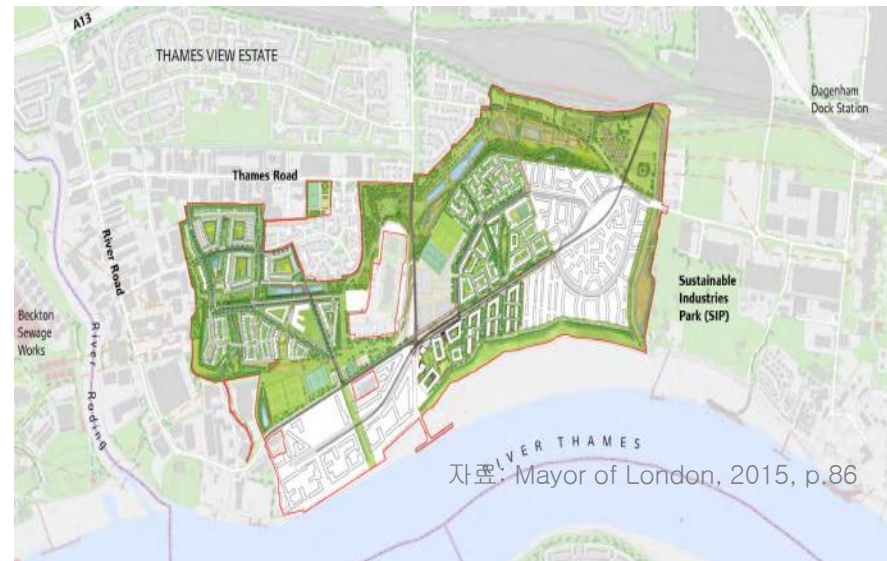 A13
THAMES VIEW ESTATE
Dagenham
Dock Station
Thames Road
River Road
Sustainable
Industries
Park (SIP)
Beckton
Sewage
Works
River Roding
RIVER THAMES
자료: Mayor of London, 2015, p.86